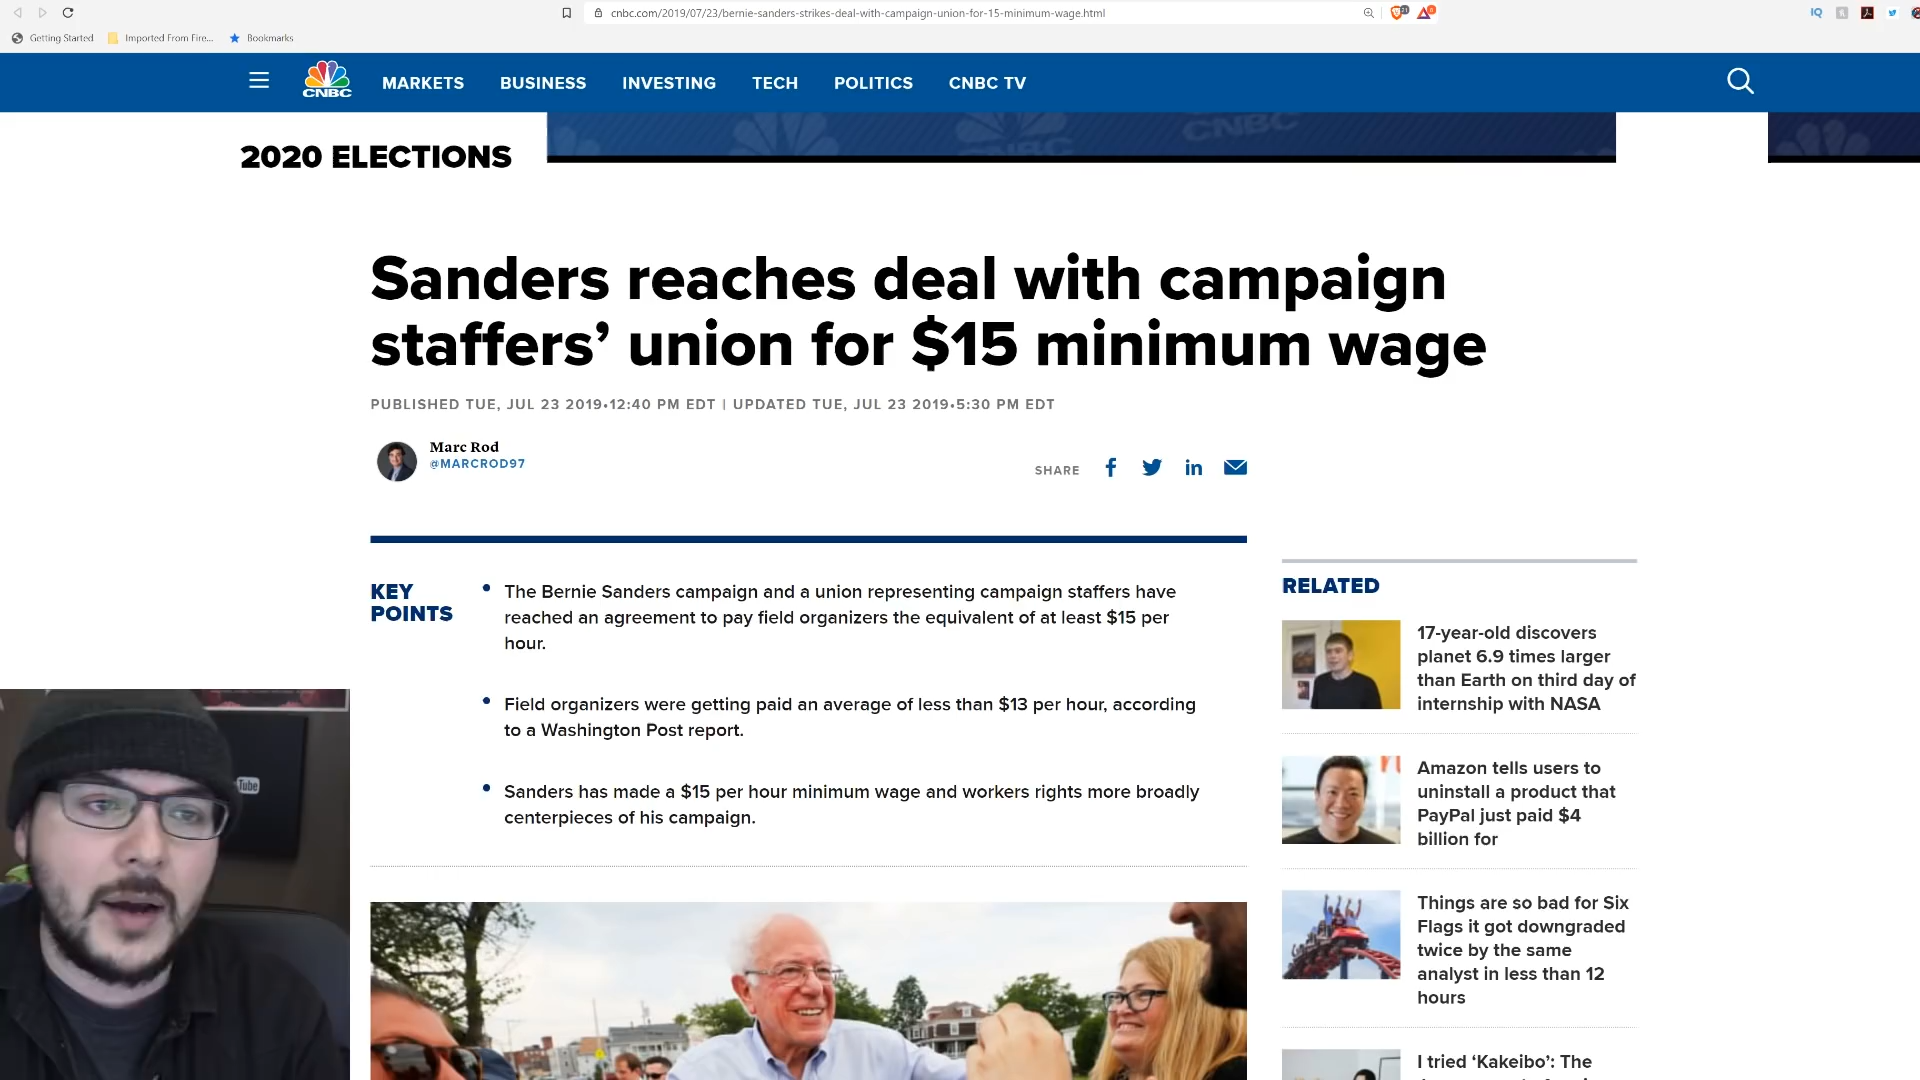 cnbc.com/2019/07/23/bernie-sanders-strikes-deal-with-campaign-union-for-15-minimum-wage.html
IQ
Getting Started
Imported From Fire...
Bookmarks
CNBC
MARKETS
BUSINESS
INVESTING
TECH
POLITICS
CNBC TV
2020 ELECTIONS
CNBC
CNBC
Sanders reaches deal with campaign
staffers’ union for $15 minimum wage
PUBLISHED TUE, JUL 23 2019•12:40 PM EDT | UPDATED TUE, JUL 23 2019•5:30 PM EDT
Marc Rod
@MARCROD97
SHARE
KEY
POINTS
The Bernie Sanders campaign and a union representing campaign staffers have
reached an agreement to pay field organizers the equivalent of at least $15 per
hour.
Field organizers were getting paid an average of less than $13 per hour, according
to a Washington Post report.
Sanders has made a $15 per hour minimum wage and workers rights more broadly
centerpieces of his campaign.
RELATED
17-year-old discovers
planet 6.9 times larger
than Earth on third day of
internship with NASA
Amazon tells users to
uninstall a product that
PayPal just paid $4
billion for
Things are so bad for Six
Flags it got downgraded
twice by the same
analyst in less than 12
hours
I tried ‘Kakeibo’: The
Tube